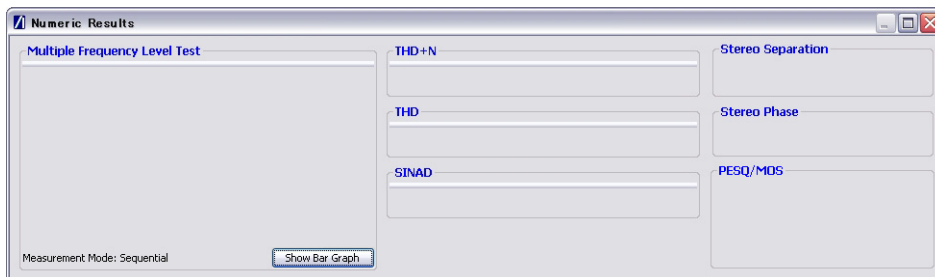 Numeric Results
Multiple Frequency Level Test
THD+N
Stereo Separation
THD
Stereo Phase
SINAD
PESQ/MOS
Measurement Mode: Sequential
Show Bar Graph